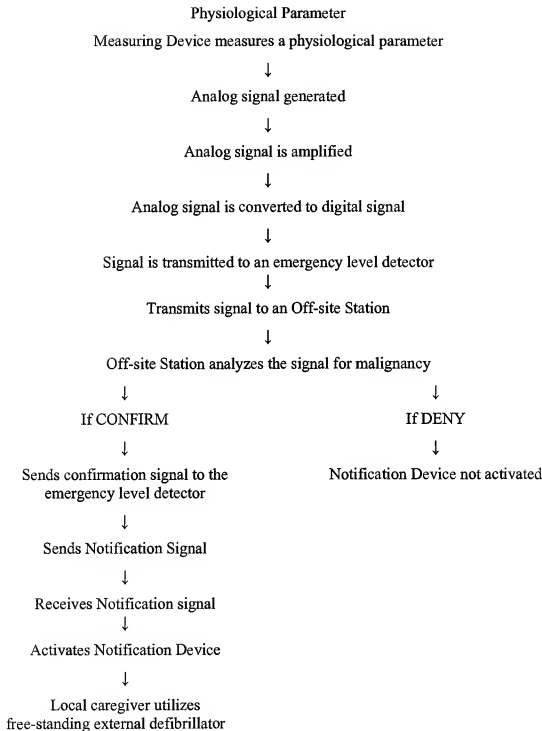 Physiological Parameter
Measuring Device measures a physiological parameter
↓
Analog signal generated
↓
Analog signal is amplified
↓
Analog signal is converted to digital signal
↓
Signal is transmitted to an emergency level detector
↓
Transmits signal to an Off-site Station
↓
Off-site Station analyzes the signal for malignancy
↓ ↓
If CONFIRM If DENY
↓ ↓
Sends confirmation signal to the
emergency level detector
Notification Device not activated
↓
Sends Notification Signal
↓
Receives Notification signal
↓
Activates Notification Device
↓
Local caregiver utilizes
free-standing external defibrillator